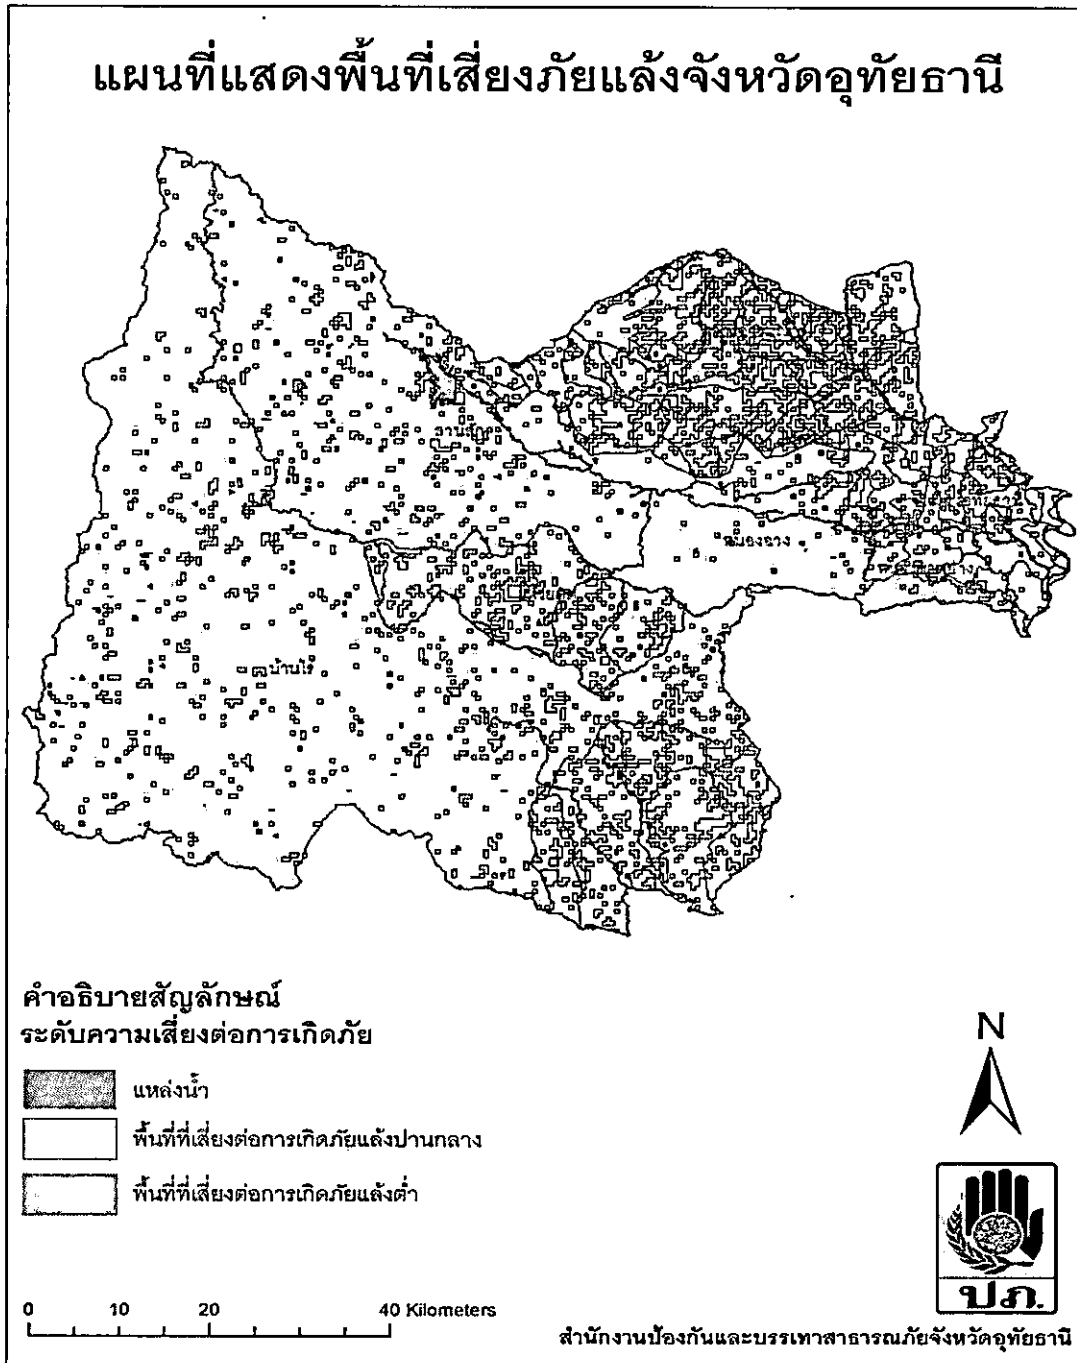 แผนที่แสดงพื้นที่เสี่ยงภัยแล้งจังหวัดอุทัยธานี
หนองฉาง
บ้านไร่
คำอธิบายสัญลักษณ์
ระดับความเสี่ยงต่อการเกิดภัย
แหล่งน้ำ
พื้นที่ที่เสี่ยงต่อการเกิดภัยแล้งปานกลาง
พื้นที่ที่เสี่ยงต่อการเกิดภัยแล้งต่ำ
N
ปภ.
0 10 20 40 Kilometers
สำนักงานป้องกันและบรรเทาสาธารณภัยจังหวัดอุทัยธานี